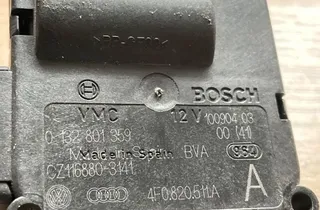 BOSCH
VMC
12 V
100904 03
0 132 801 359
00 (41)
Made in Spain
BVA
CZ116880-3141
4F0.820.511A
A